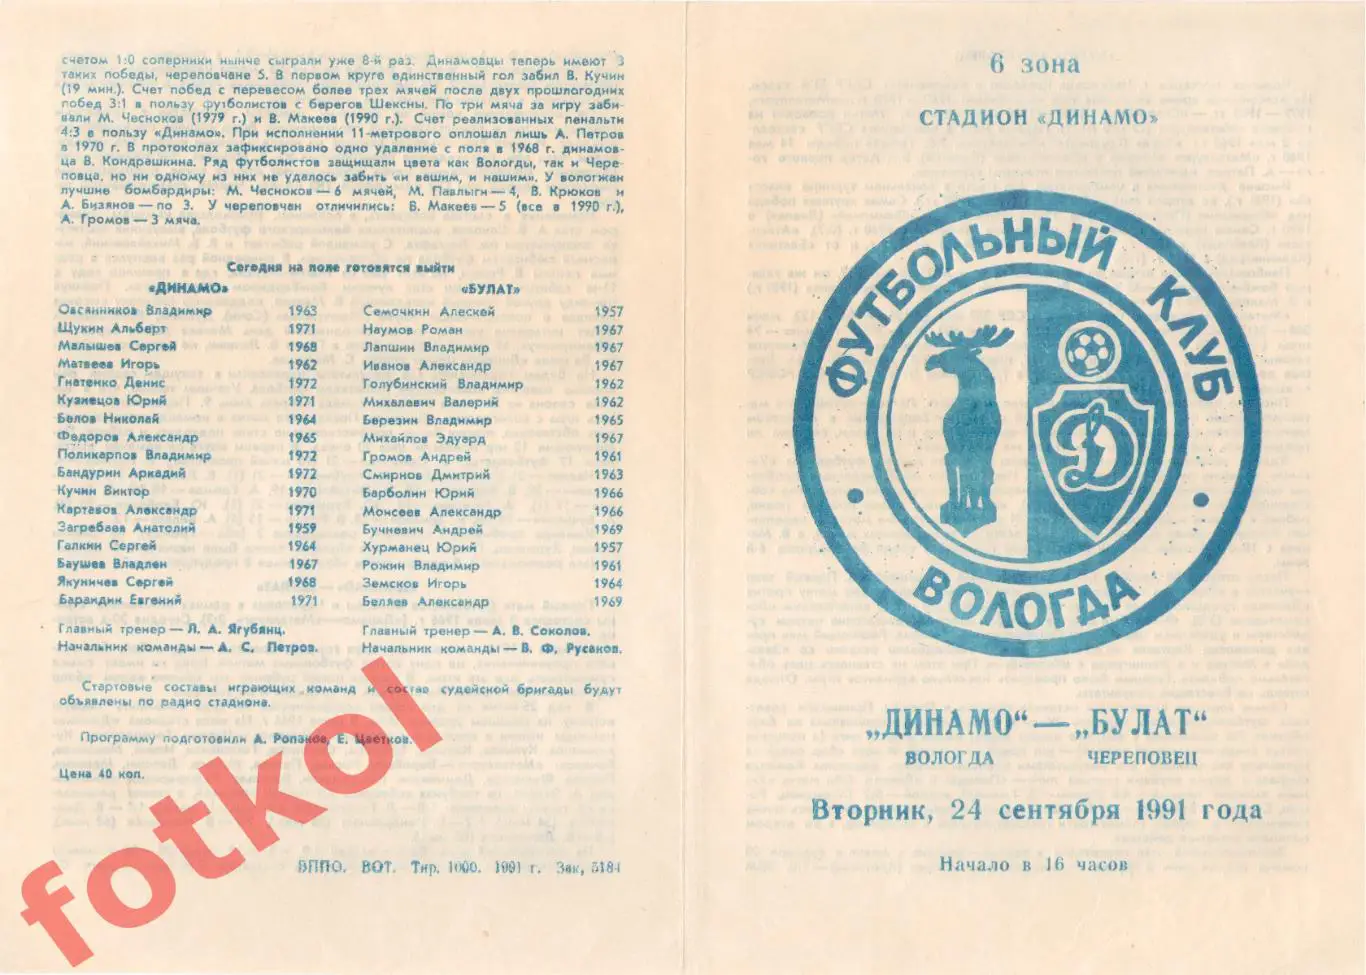 счетом 1:0 соперники нынче сыграли уже 8-й раз. Динамовцы теперь имеют 3
таких победы, череповчане 5. В первом круге единственный гол забил В. Кучин
(19 мин.). Счет побед с перевесом более трех мячей после двух прошлогодних
побед 3:1 в пользу футболистов с берегов Шексны. По три мяча за игру заби-
вали М. Чесноков (1979 г.) и В. Макеев (1990 г.). Счет реализованных пенальти
4:3 в пользу «Динамо». При исполнении 11-метрового оплошал лишь А. Петров
в 1970 г. В протоколах зафиксировано одно удаление с поля в 1968 г. динамов-
ца В. Кондрашкина. Ряд футболистов защищали цвета как Вологды, так и Чере-
повца, но ни одному из них не удалось забить «и вашим, и нашим». У вологжан
лучшие бомбардиры: М. Чесноков — 6 мячей, М. Павлыги — 4, В. Крюков и
А. Бизянов — по 3. У череповчан отличились: В. Макеев — 5 (все в 1990 г.),
А. Громов — 3 мяча.
Сегодня на поле готовятся выйти
«ДИНАМО» «БУЛАТ»
Овсянников Владимир 1963 Семочкин Алескей 1957
Щукин Альберт 1971 Наумов Роман 1967
Малышев Сергей 1968 Лапшин Владимир 1967
Матвеев Игорь 1962 Иванов Александр 1967
Гнатенко Денис 1972 Голубинский Владимир 1962
Кузнецов Юрий 1971 Михалевич Валерий 1962
Белов Николай 1964 Березин Владимир 1965
Федоров Александр 1965 Михайлов Эдуард 1967
Поликарпов Владимир 1972 Громов Андрей 1961
Бандурин Аркадий 1972 Смирнов Дмитрий 1963
Кучин Виктор 1970 Барболин Юрий 1966
Картавов Александр 1971 Моисеев Александр 1966
Загребаев Анатолий 1959 Бучневич Андрей 1969
Галкин Сергей 1964 Хурманец Юрий 1957
Баушев Владлен 1967 Рожин Владимир 1961
Якуничев Сергей 1968 Земсков Игорь 1964
Барандин Евгений 1971 Беляев Александр 1969
Главный тренер — Л. А. Ягубянц. Главный тренер — А. В. Соколов.
Начальник команды — А. С. Петров. Начальник команды — В. Ф. Русаков.
Стартовые составы играющих команд и состав судейской бригады будут
объявлены по радио стадиона.
Программу подготовили А. Ропаков, Е. Цветков.
Цена 40 коп.
ВППО. ВОТ. Тир. 1000. 1991 г. Зак, 5184
fotkol
6 зона
СТАДИОН «ДИНАМО»
ФУТБОЛЬНЫЙ КЛУБ
Д
• ВОЛОГДА •
„ДИНАМО“ — „БУЛАТ“
ВОЛОГДА ЧЕРЕПОВЕЦ
Вторник, 24 сентября 1991 года
Начало в 16 часов